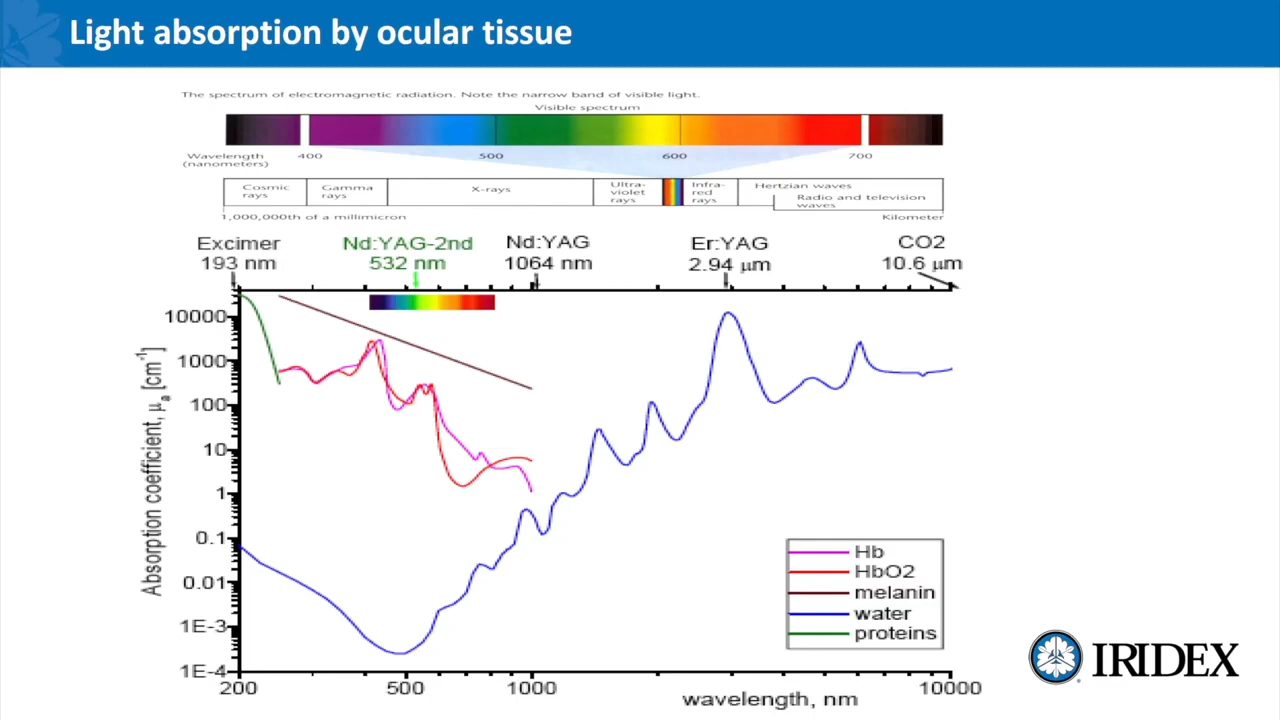 Light absorption by ocular tissue
The spectrum of electromagnetic radiation. Note the narrow band of visible light.
Visible spectrum
Wavelength
(nanometers)
400
500
600
700
Cosmic
rays
Gamma
rays
X-rays
Ultra-
violet
rays
Infra-
red
rays
Hertzian waves
Radio and television
waves
1,000,000th of a millimicron
Kilometer
Excimer
193 nm
Nd:YAG-2nd
532 nm
Nd:YAG
1064 nm
Er:YAG
2.94 µm
CO2
10.6 µm
Absorption coefficient, µa [cm⁻¹]
10000
1000
100
10
1
0.1
0.01
1E-3
1E-4
200
500
1000
10000
wavelength, nm
Hb
HbO2
melanin
water
proteins
IRIDEX